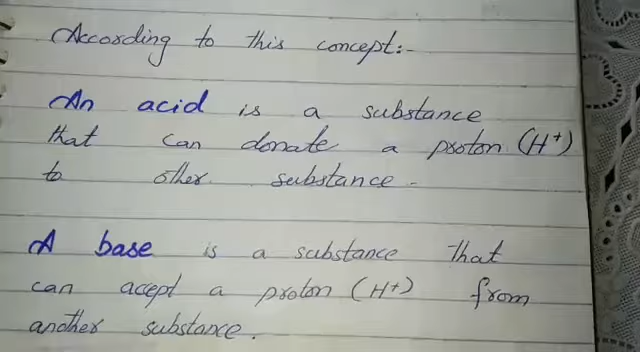 According to this concept:-
An acid is a substance
that can donate a proton (H+)
to other substance.
A base is a substance that
can accept a proton (H+) from
another substance.